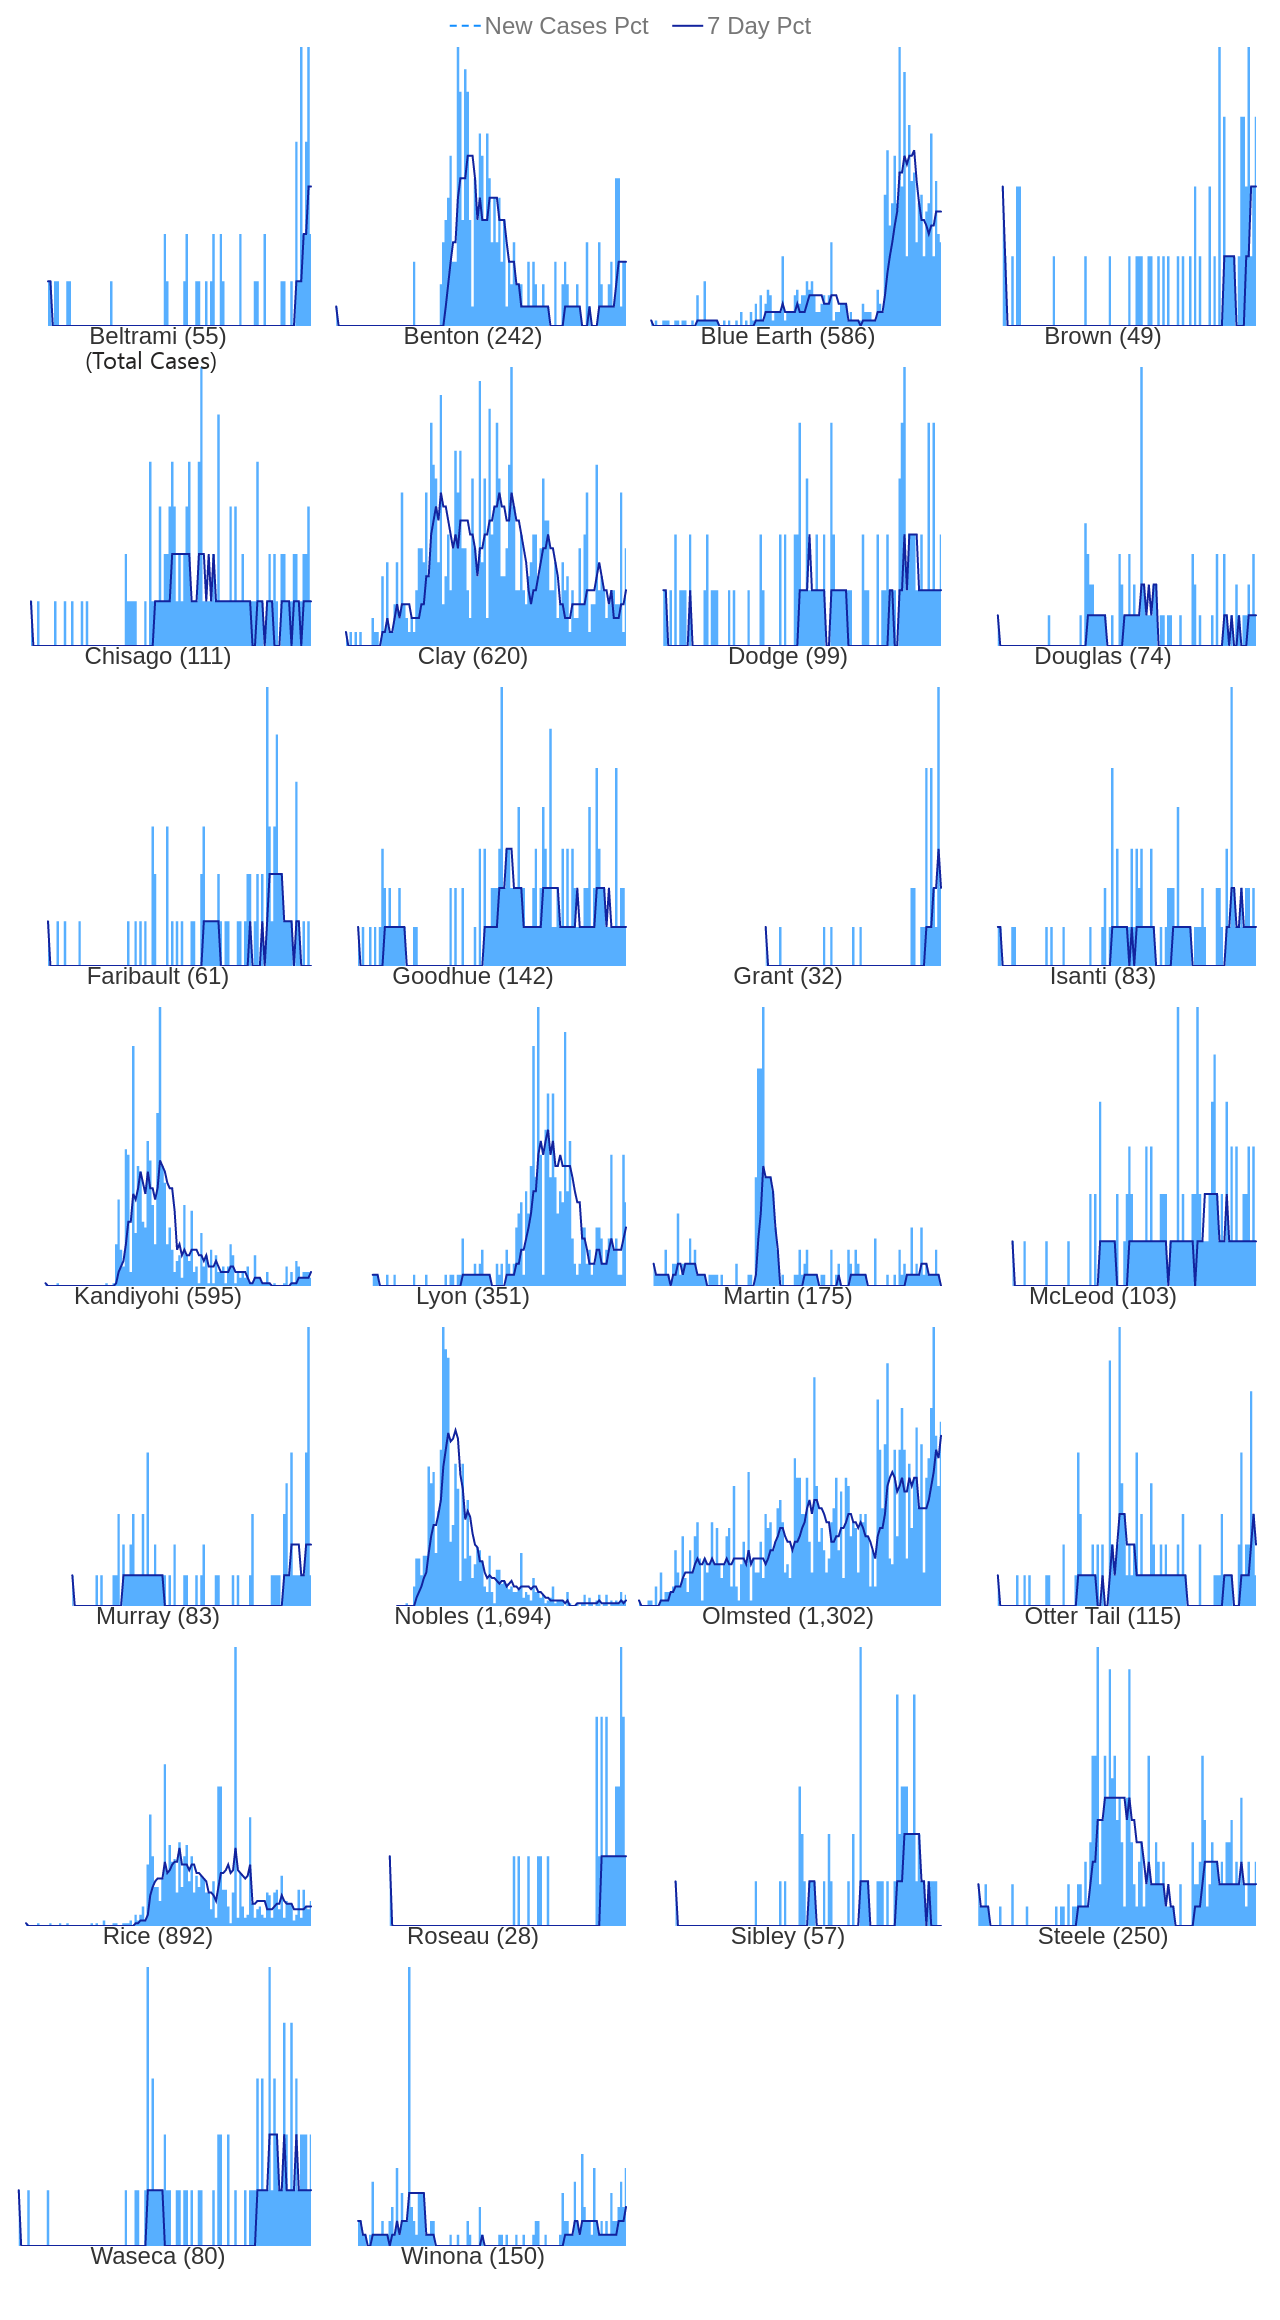 New Cases Pct 7 Day Pct
Beltrami (55) Benton (242) Blue Earth (586) Brown (49)
(Total Cases)
Chisago (111) Clay (620) Dodge (99) Douglas (74)
Faribault (61) Goodhue (142) Grant (32) Isanti (83)
Kandiyohi (595) Lyon (351) Martin (175) McLeod (103)
Murray (83) Nobles (1,694) Olmsted (1,302) Otter Tail (115)
Rice (892) Roseau (28) Sibley (57) Steele (250)
Waseca (80) Winona (150)